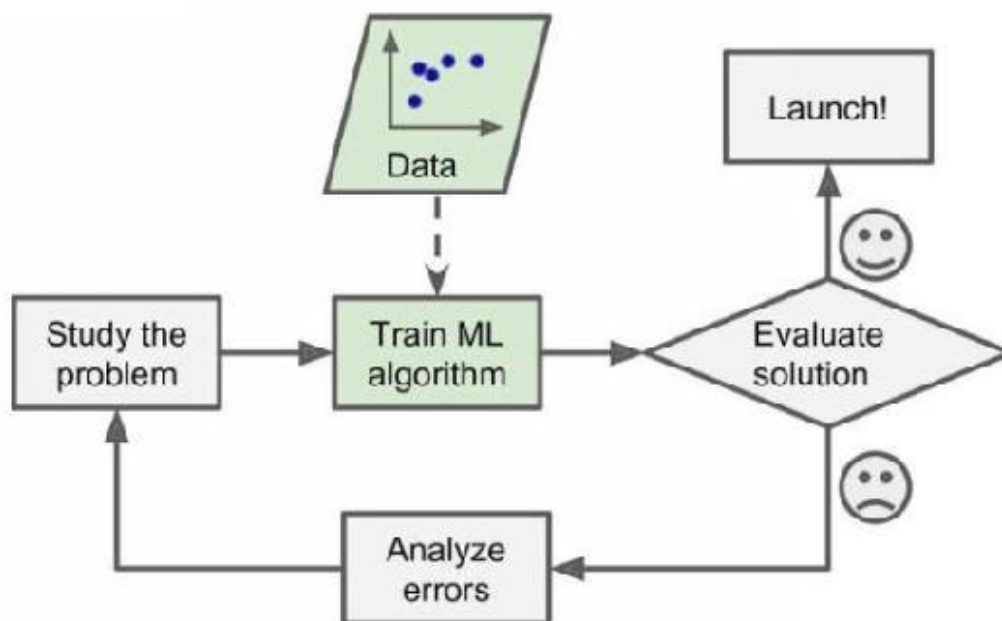 Data
Launch!
Study the
problem
Train ML
algorithm
Evaluate
solution
Analyze
errors